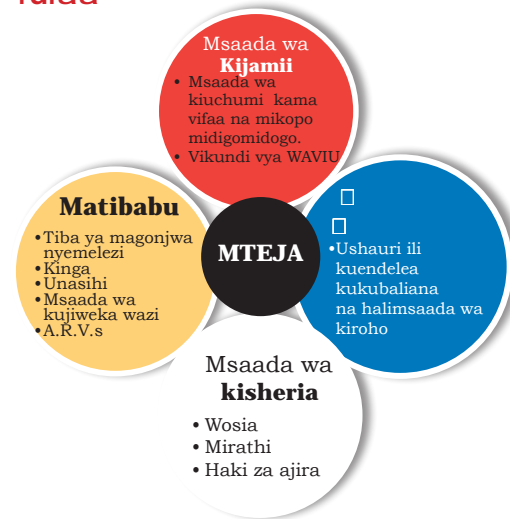 Msaada wa
Kijamii
• Msaada wa
kiuchumi kama
vifaa na mikopo
midigomidogo.
• Vikundi vya WAVIU
Matibabu
•Tiba ya magonjwa
nyemelezi
•Kinga
•Unasihi
•Msaada wa
kujiweka wazi
•A.R.V.s
MTEJA
•Ushauri ili
kuendelea
kukubaliana
na halimsaada wa
kiroho
Msaada wa
kisheria
• Wosia
• Mirathi
• Haki za ajira